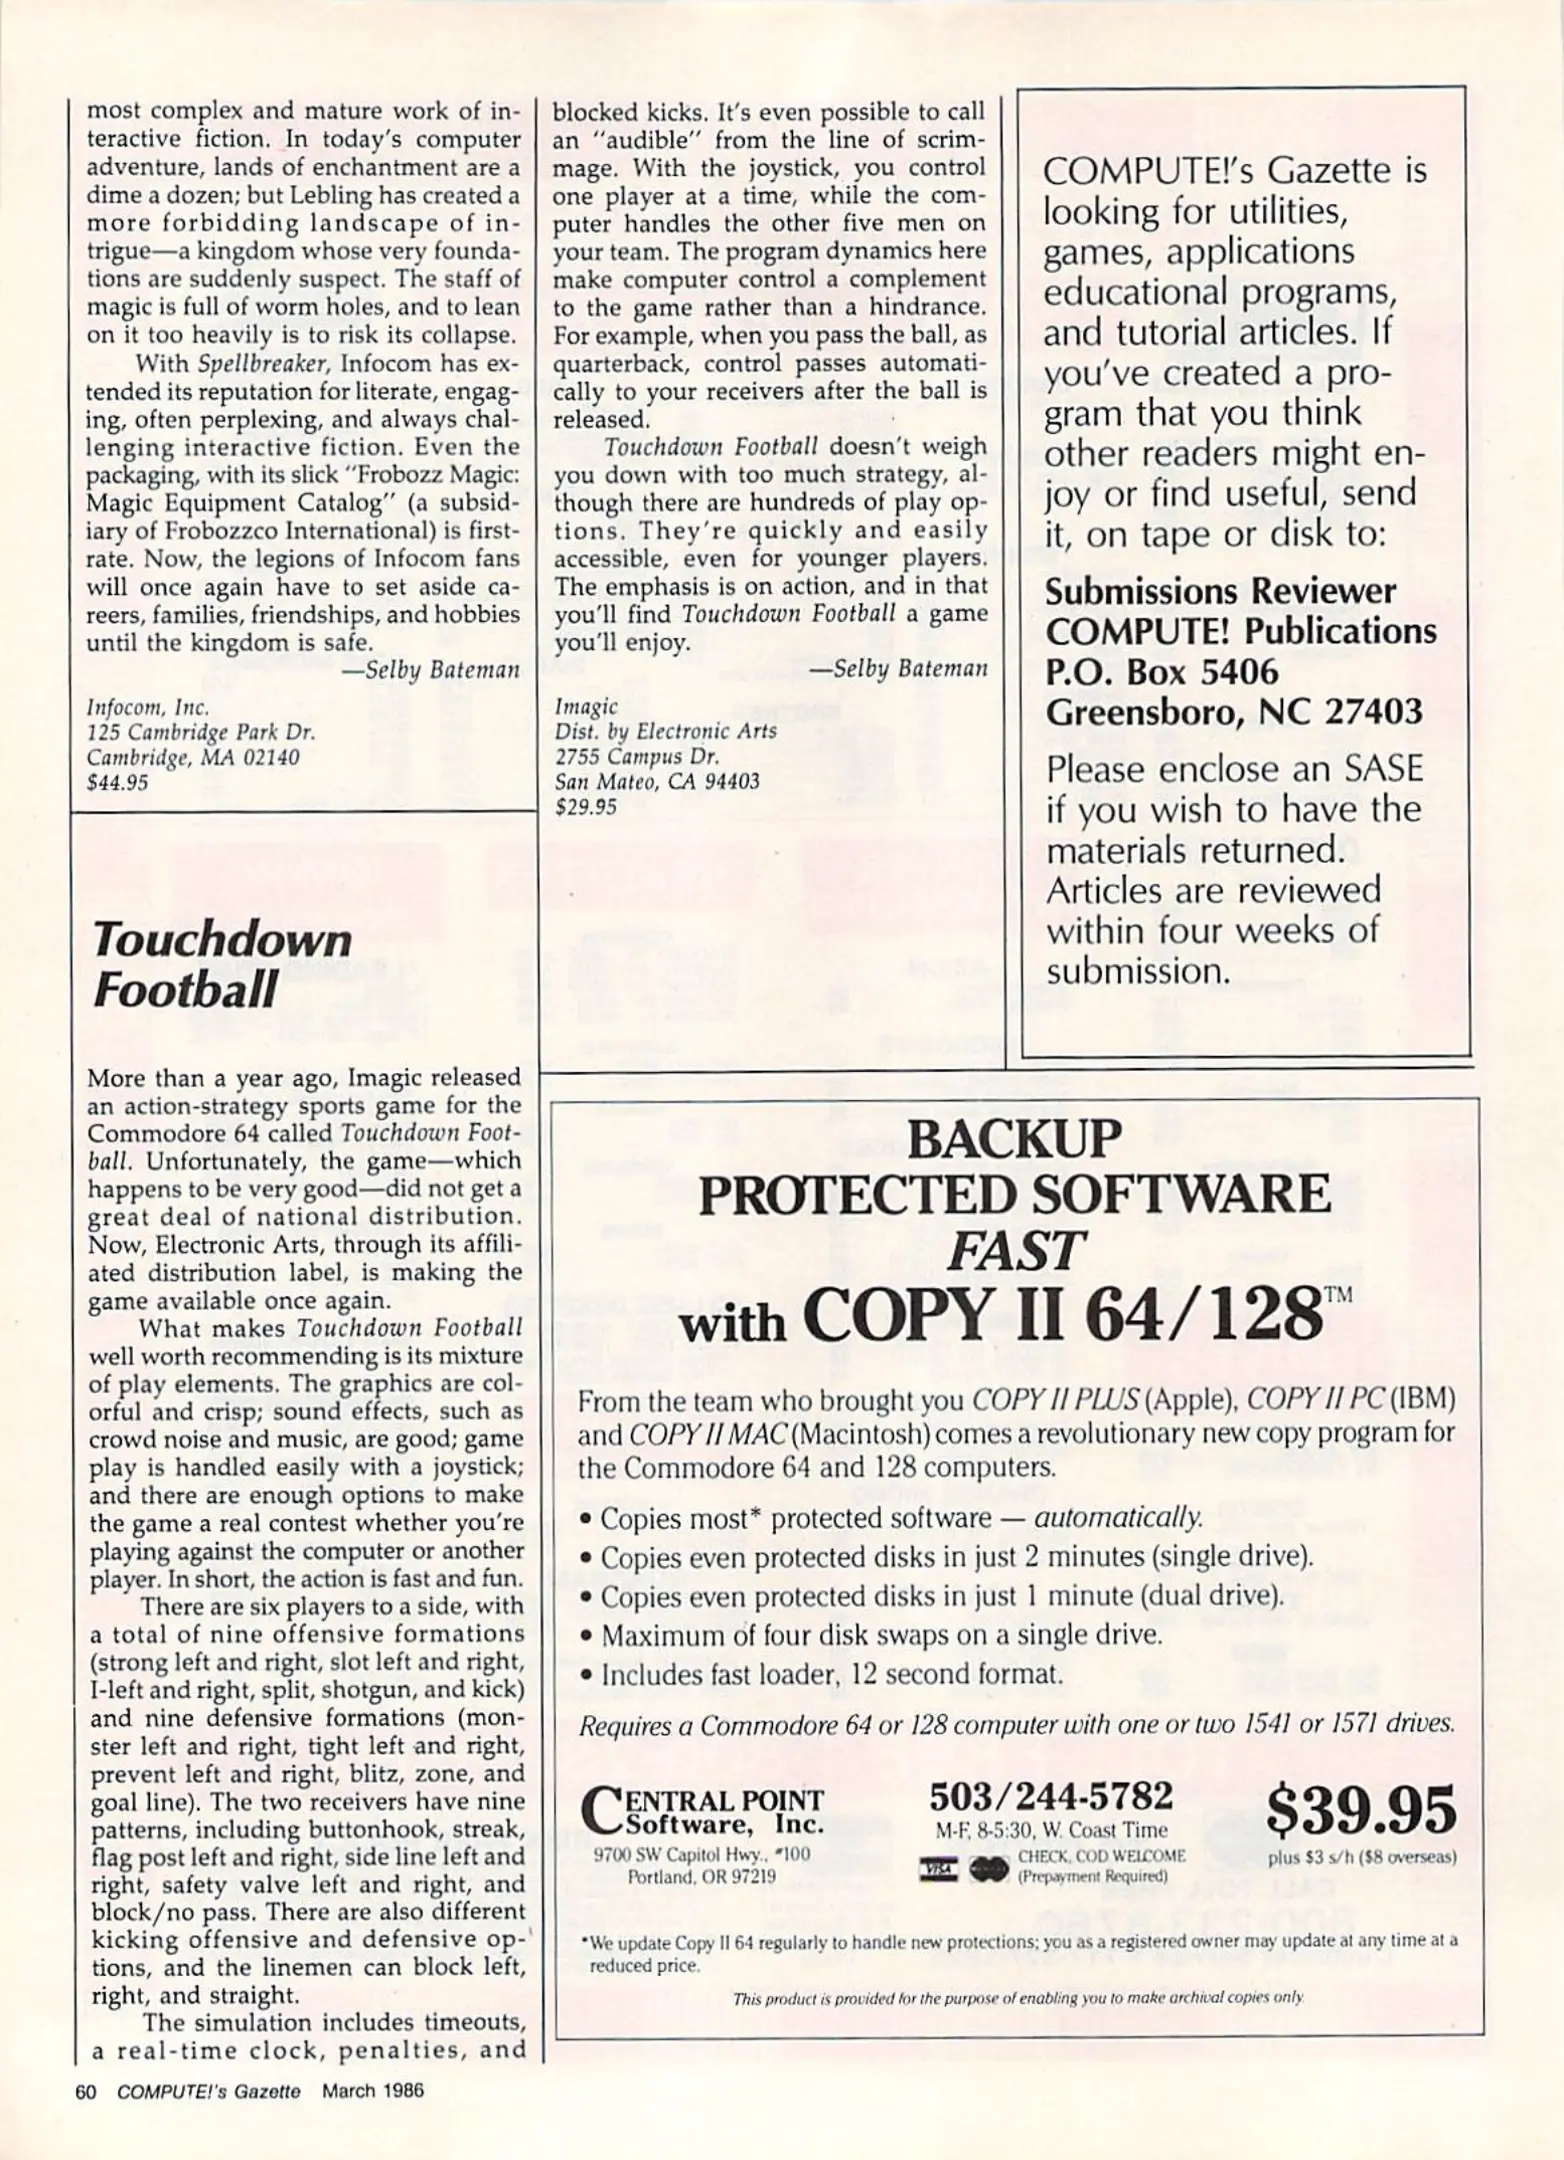 most complex and mature work of in-
teractive fiction. In today's computer
adventure, lands of enchantment are a
dime a dozen; but Lebling has created a
more forbidding landscape of in-
trigue—a kingdom whose very founda-
tions are suddenly suspect. The staff of
magic is full of worm holes, and to lean
on it too heavily is to risk its collapse.
With Spellbreaker, Infocom has ex-
tended its reputation for literate, engag-
ing, often perplexing, and always chal-
lenging interactive fiction. Even the
packaging, with its slick "Frobozz Magic:
Magic Equipment Catalog" (a subsid-
iary of Frobozzco International) is first-
rate. Now, the legions of Infocom fans
will once again have to set aside ca-
reers, families, friendships, and hobbies
until the kingdom is safe.
—Selby Bateman
Infocom, Inc.
125 Cambridge Park Dr.
Cambridge, MA 02140
$44.95
Touchdown
Football
More than a year ago, Imagic released
an action-strategy sports game for the
Commodore 64 called Touchdown Foot-
ball. Unfortunately, the game—which
happens to be very good—did not get a
great deal of national distribution.
Now, Electronic Arts, through its affili-
ated distribution label, is making the
game available once again.
What makes Touchdown Football
well worth recommending is its mixture
of play elements. The graphics are col-
orful and crisp; sound effects, such as
crowd noise and music, are good; game
play is handled easily with a joystick;
and there are enough options to make
the game a real contest whether you're
playing against the computer or another
player. In short, the action is fast and fun.
There are six players to a side, with
a total of nine offensive formations
(strong left and right, slot left and right,
I-left and right, split, shotgun, and kick)
and nine defensive formations (mon-
ster left and right, tight left and right,
prevent left and right, blitz, zone, and
goal line). The two receivers have nine
patterns, including buttonhook, streak,
flag post left and right, side line left and
right, safety valve left and right, and
block/no pass. There are also different
kicking offensive and defensive op-
tions, and the linemen can block left,
right, and straight.
The simulation includes timeouts,
a real-time clock, penalties, and
blocked kicks. It's even possible to call
an "audible" from the line of scrim-
mage. With the joystick, you control
one player at a time, while the com-
puter handles the other five men on
your team. The program dynamics here
make computer control a complement
to the game rather than a hindrance.
For example, when you pass the ball, as
quarterback, control passes automati-
cally to your receivers after the ball is
released.
Touchdown Football doesn't weigh
you down with too much strategy, al-
though there are hundreds of play op-
tions. They're quickly and easily
accessible, even for younger players.
The emphasis is on action, and in that
you'll find Touchdown Football a game
you'll enjoy.
—Selby Bateman
Imagic
Dist. by Electronic Arts
2755 Campus Dr.
San Mateo, CA 94403
$29.95
COMPUTE!'s Gazette is
looking for utilities,
games, applications
educational programs,
and tutorial articles. If
you've created a pro-
gram that you think
other readers might en-
joy or find useful, send
it, on tape or disk to:
Submissions Reviewer
COMPUTE! Publications
P.O. Box 5406
Greensboro, NC 27403
Please enclose an SASE
if you wish to have the
materials returned.
Articles are reviewed
within four weeks of
submission.
BACKUP
PROTECTED SOFTWARE
FAST
with COPY II 64/128™
From the team who brought you COPY II PLUS (Apple), COPY II PC (IBM)
and COPY II MAC (Macintosh) comes a revolutionary new copy program for
the Commodore 64 and 128 computers.
• Copies most* protected software — automatically.
• Copies even protected disks in just 2 minutes (single drive).
• Copies even protected disks in just 1 minute (dual drive).
• Maximum of four disk swaps on a single drive.
• Includes fast loader, 12 second format.
Requires a Commodore 64 or 128 computer with one or two 1541 or 1571 drives.
CENTRAL POINT
Software, Inc.
9700 SW Capitol Hwy., #100
Portland, OR 97219
503/244-5782
M-F, 8-5:30, W. Coast Time
VISA CHECK, COD WELCOME
(Prepayment Required)
$39.95
plus $3 s/h ($8 overseas)
*We update Copy II 64 regularly to handle new protections; you as a registered owner may update at any time at a
reduced price.
This product is provided for the purpose of enabling you to make archival copies only.
60 COMPUTE!'s Gazette March 1986